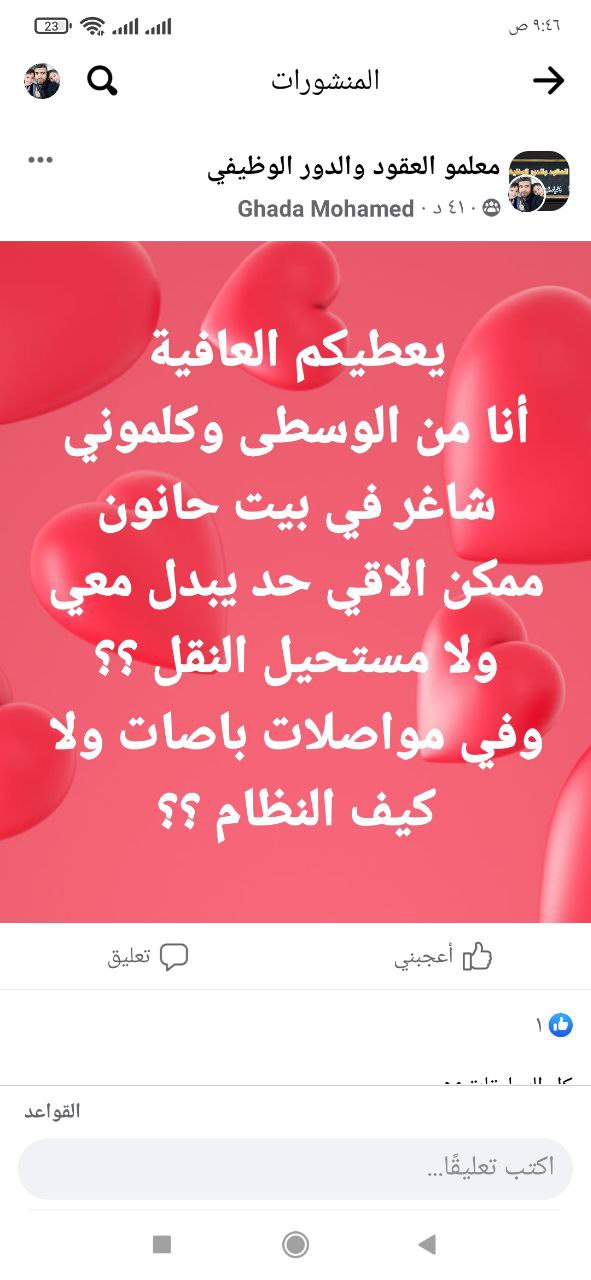 ٩:٤٦ ص
23
المنشورات
معلمو العقود والدور الوظيفي
Ghada Mohamed · ٤١ د ·
يعطيكم العافية
أنا من الوسطى وكلموني
شاغر في بيت حانون
ممكن الاقي حد يبدل معي
ولا مستحيل النقل ؟؟
وفي مواصلات باصات ولا
كيف النظام ؟؟
أعجبني
تعليق
١
القواعد
اكتب تعليقًا...